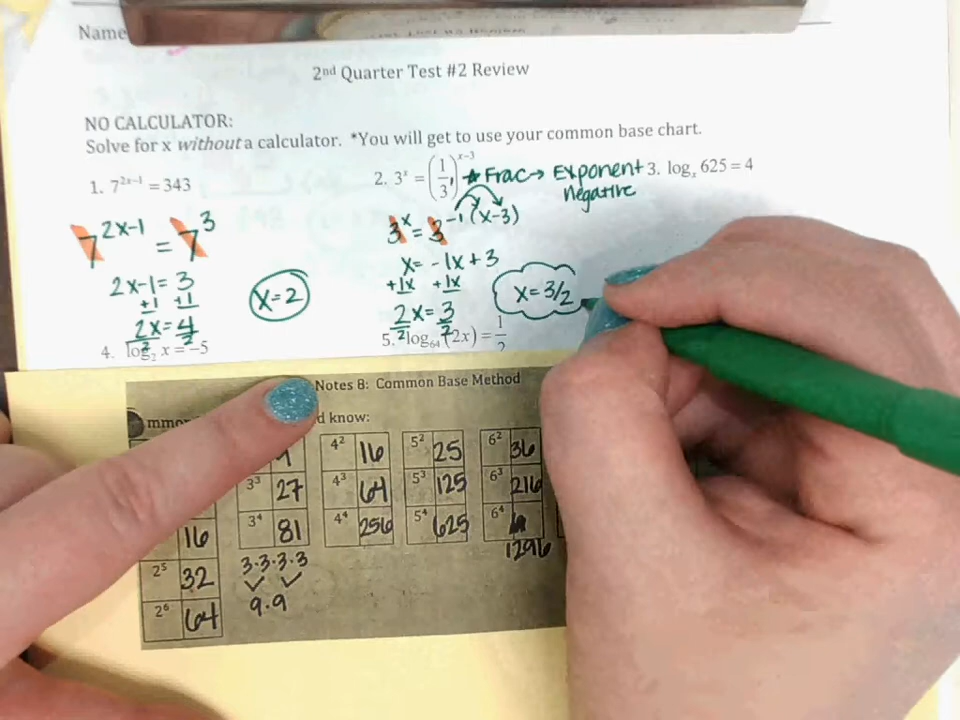 Name
2nd Quarter Test #2 Review
NO CALCULATOR:
Solve for x without a calculator. *You will get to use your common base chart.
1. 7^(2x-1) = 343
7^(2x-1) = 7^3
2x-1 = 3
+1 +1
2x = 4
2 2
x=2
2. 3^x = (1/3)^(x-3)
★ Frac → Exponent
negative
3^x = 3^(-1(x-3))
x = -1x + 3
+1x +1x
2x = 3
2 2
x = 3/2
3. log_x 625 = 4
4. log_2 x = -5
5. log_64 (2x) = 1/2
Notes 8: Common Base Method
d know:
16
2^5 32
2^6 64
9
3^3 27
3^4 81
3·3·3·3
9·9
4^2 16
4^3 64
4^4 256
5^2 25
5^3 125
5^4 625
6^2 36
6^3 216
6^4
1296